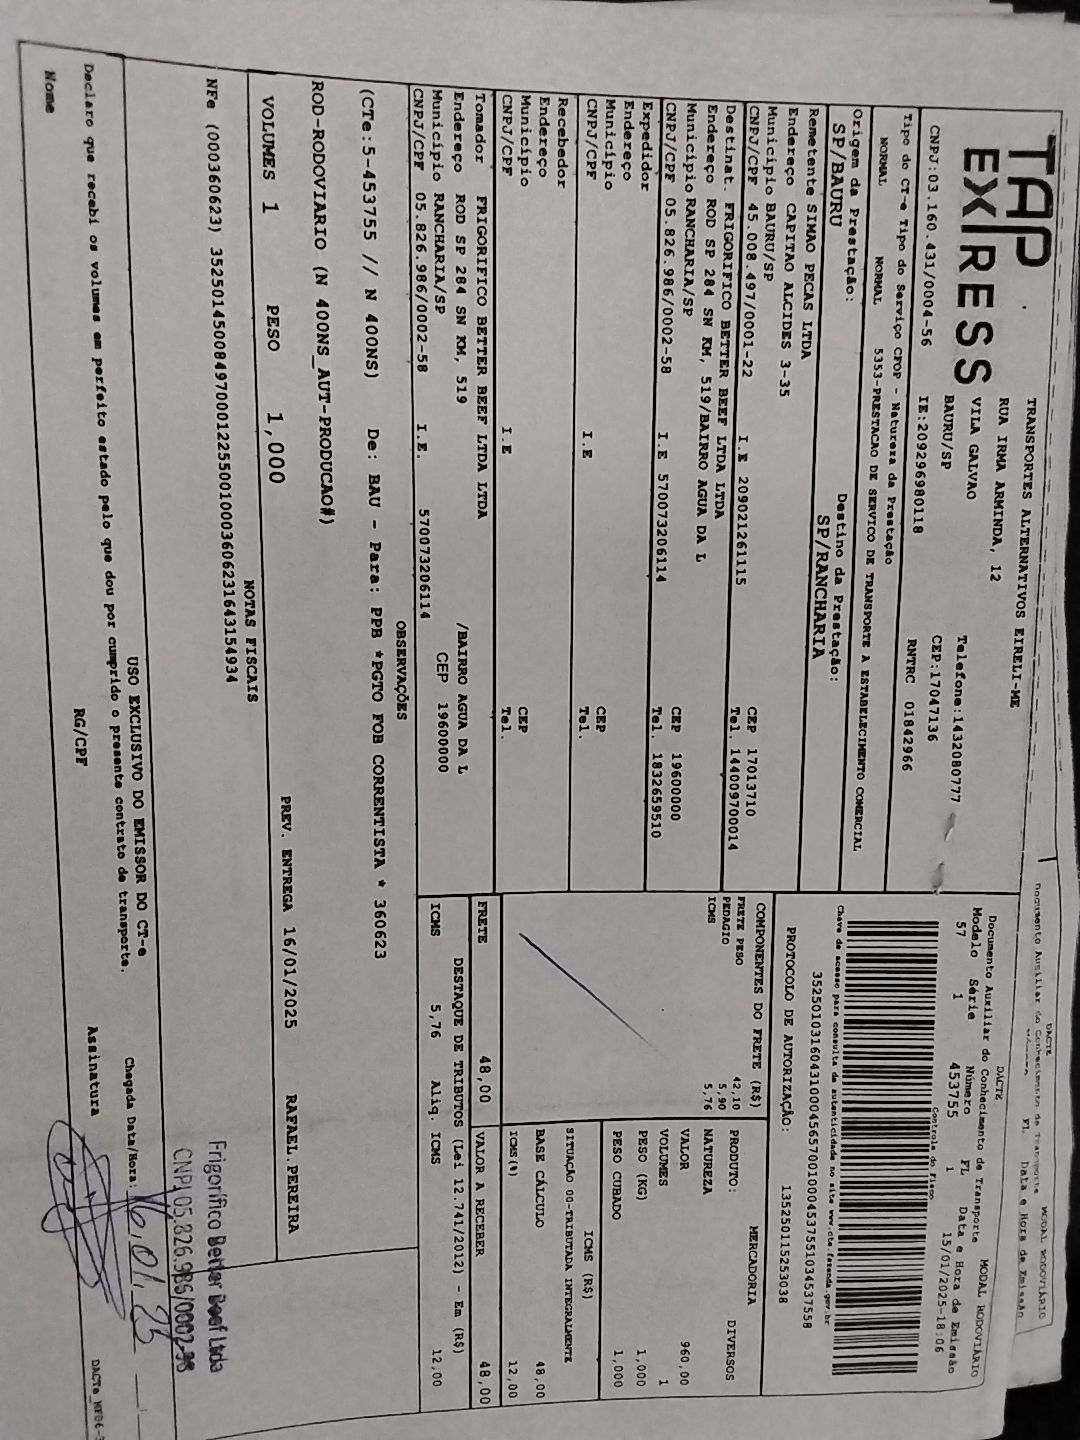 TAP
EXPRESS
TRANSPORTES ALTERNATIVOS EIRELI-ME
RUA IRMA ARMINDA, 12
VILA GALVAO
BAURU/SP
Telefone:1432080777
CEP:17047136
CNPJ:03.160.431/0004-56
IE:209296980118
RNTRC 01842966
Tipo do CT-e Tipo do Serviço CFOP - Natureza da Prestação
NORMAL NORMAL 5353-PRESTACAO DE SERVICO DE TRANSPORTE A ESTABELECIMENTO COMERCIAL
Origem da Prestação: Destino da Prestação:
SP/BAURU SP/RANCHARIA
Remetente SIMAO PECAS LTDA
Endereço CAPITAO ALCIDES 3-35
Município BAURU/SP CEP 17013710
CNPJ/CPF 45.008.497/0001-22 I.E 209021261115 Tel. 144009700014
Destinat. FRIGORIFICO BETTER BEEF LTDA LTDA
Endereço ROD SP 284 SN KM, 519/BAIRRO AGUA DA L
Município RANCHARIA/SP CEP 19600000
CNPJ/CPF 05.826.986/0002-58 I.E 570073206114 Tel. 1832659510
Expedidor
Endereço
Município CEP
CNPJ/CPF I.E Tel.
Recebedor
Endereço
Município CEP
CNPJ/CPF I.E Tel.
Tomador FRIGORIFICO BETTER BEEF LTDA LTDA
Endereço ROD SP 284 SN KM, 519 /BAIRRO AGUA DA L
Município RANCHARIA/SP CEP 19600000
CNPJ/CPF 05.826.986/0002-58 I.E. 570073206114
DACTE MODAL RODOVIÁRIO
Documento Auxiliar do Conhecimento de Transporte
Modelo Série Número FL Data e Hora de Emissão
57 1 453755 1 15/01/2025-18:06
Controle do Fisco
Chave de acesso para consulta de autenticidade no site www.cte.fazenda.gov.br
35250103160431000456570010004537551034537558
PROTOCOLO DE AUTORIZAÇÃO: 135250115253038
COMPONENTES DO FRETE (R$)
FRETE PESO 42,10
PEDAGIO 5,90
ICMS 5,76
MERCADORIA
PRODUTO: DIVERSOS
NATUREZA
VALOR 960,00
VOLUMES 1
PESO (KG) 1,000
PESO CUBADO 1,000
ICMS (R$)
SITUAÇÃO 00-TRIBUTADA INTEGRALMENTE
BASE CÁLCULO 48,00
ICMS(%) 12,00
FRETE 48,00 VALOR A RECEBER 48,00
DESTAQUE DE TRIBUTOS (Lei 12.741/2012) - Em (R$)
ICMS 5,76 Aliq. ICMS 12,00
OBSERVAÇÕES
(CTe:5-453755 // N 400NS) De: BAU - Para: PPB *PGTO FOB CORRENTISTA * 360623
ROD-RODOVIARIO (N 400NS_AUT-PRODUCAO#)
VOLUMES 1 PESO 1,000 PREV. ENTREGA 16/01/2025 RAFAEL.PEREIRA
NOTAS FISCAIS
NFe (000360623) 35250145008497000122550010003606231643154934
Frigorífico Better Beef Ltda
CNPJ 05.826.986/0002-58
USO EXCLUSIVO DO EMISSOR DO CT-e
Declaro que recebi os volumes em perfeito estado pelo que dou por cumprido o presente contrato de transporte.
Chegada Data/Hora: 16,01,25
Nome RG/CPF Assinatura